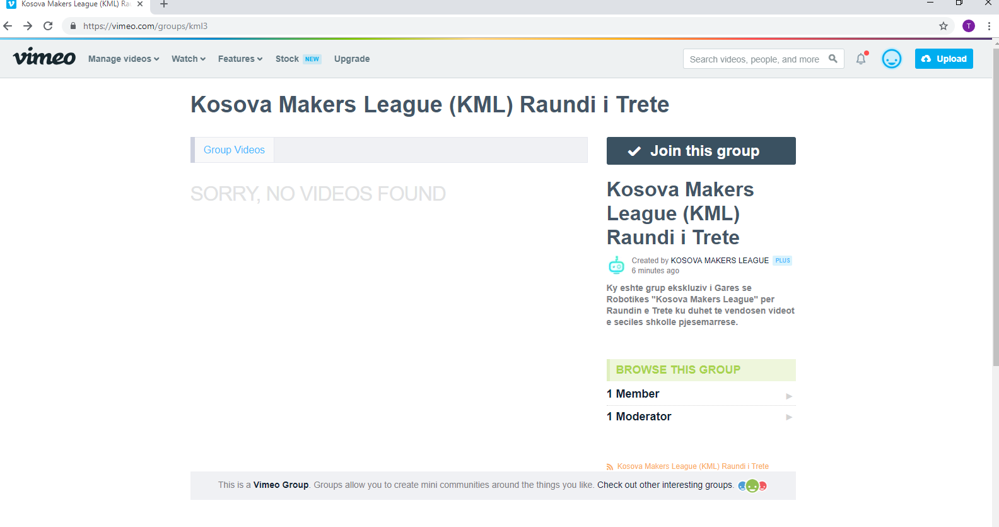 Kosova Makers League (KML) Ra
https://vimeo.com/groups/kml3
T
vimeo
Manage videos Watch Features Stock NEW Upgrade
Search videos, people, and more
Upload
Kosova Makers League (KML) Raundi i Trete
Group Videos
SORRY, NO VIDEOS FOUND
Join this group
Kosova Makers
League (KML)
Raundi i Trete
Created by KOSOVA MAKERS LEAGUE PLUS
6 minutes ago
Ky eshte grup ekskluziv i Gares se
Robotikes "Kosova Makers League" per
Raundin e Trete ku duhet te vendosen videot
e seciles shkolle pjesemarrese.
BROWSE THIS GROUP
1 Member
1 Moderator
Kosova Makers League (KML) Raundi i Trete
This is a Vimeo Group. Groups allow you to create mini communities around the things you like. Check out other interesting groups.